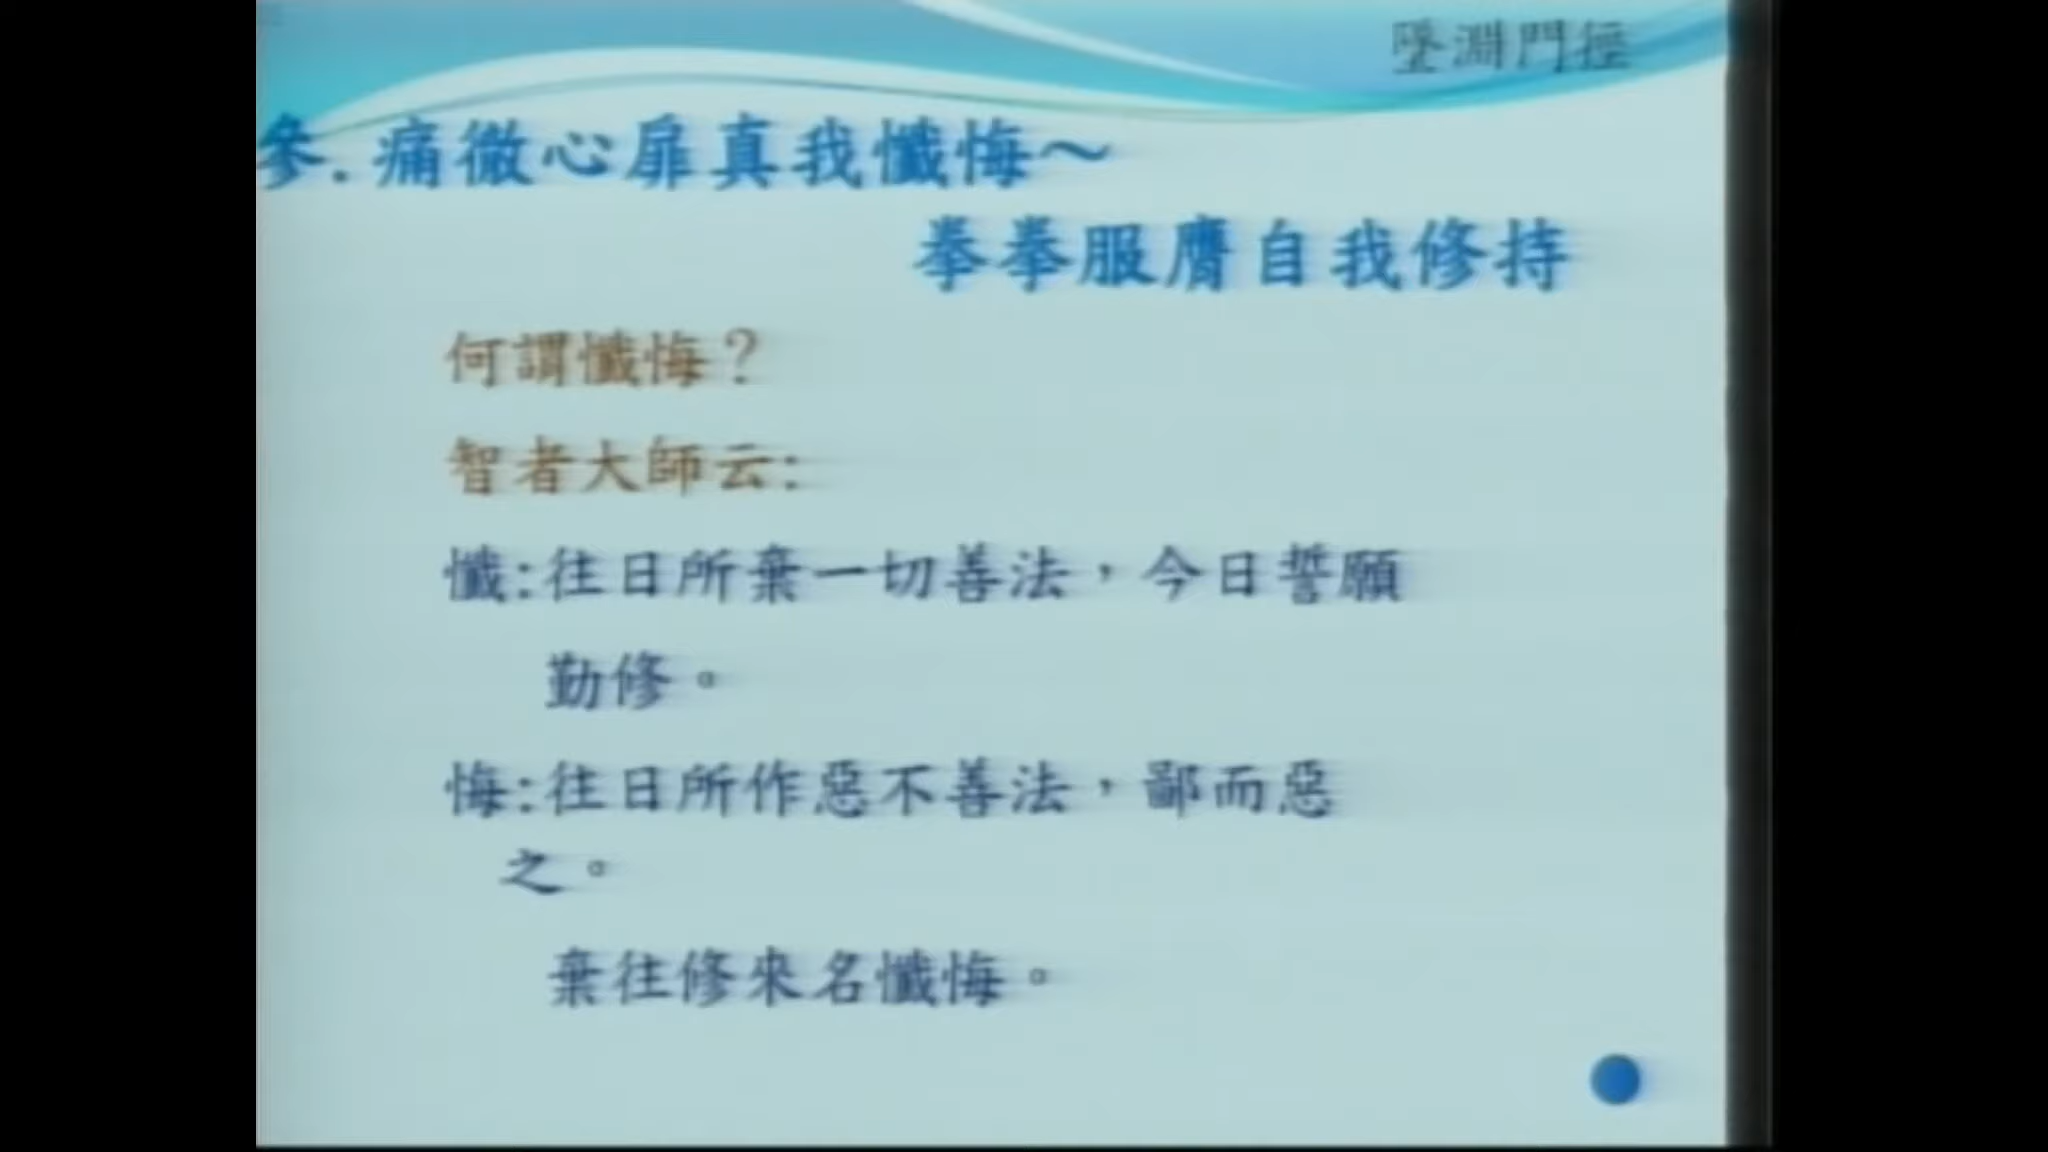 墜淵門徑
參.痛徹心扉真我懺悔～
拳拳服膺自我修持
何謂懺悔？
智者大師云:
懺:往日所棄一切善法，今日誓願
勤修。
悔:往日所作惡不善法，鄙而惡
之。
棄往修來名懺悔。